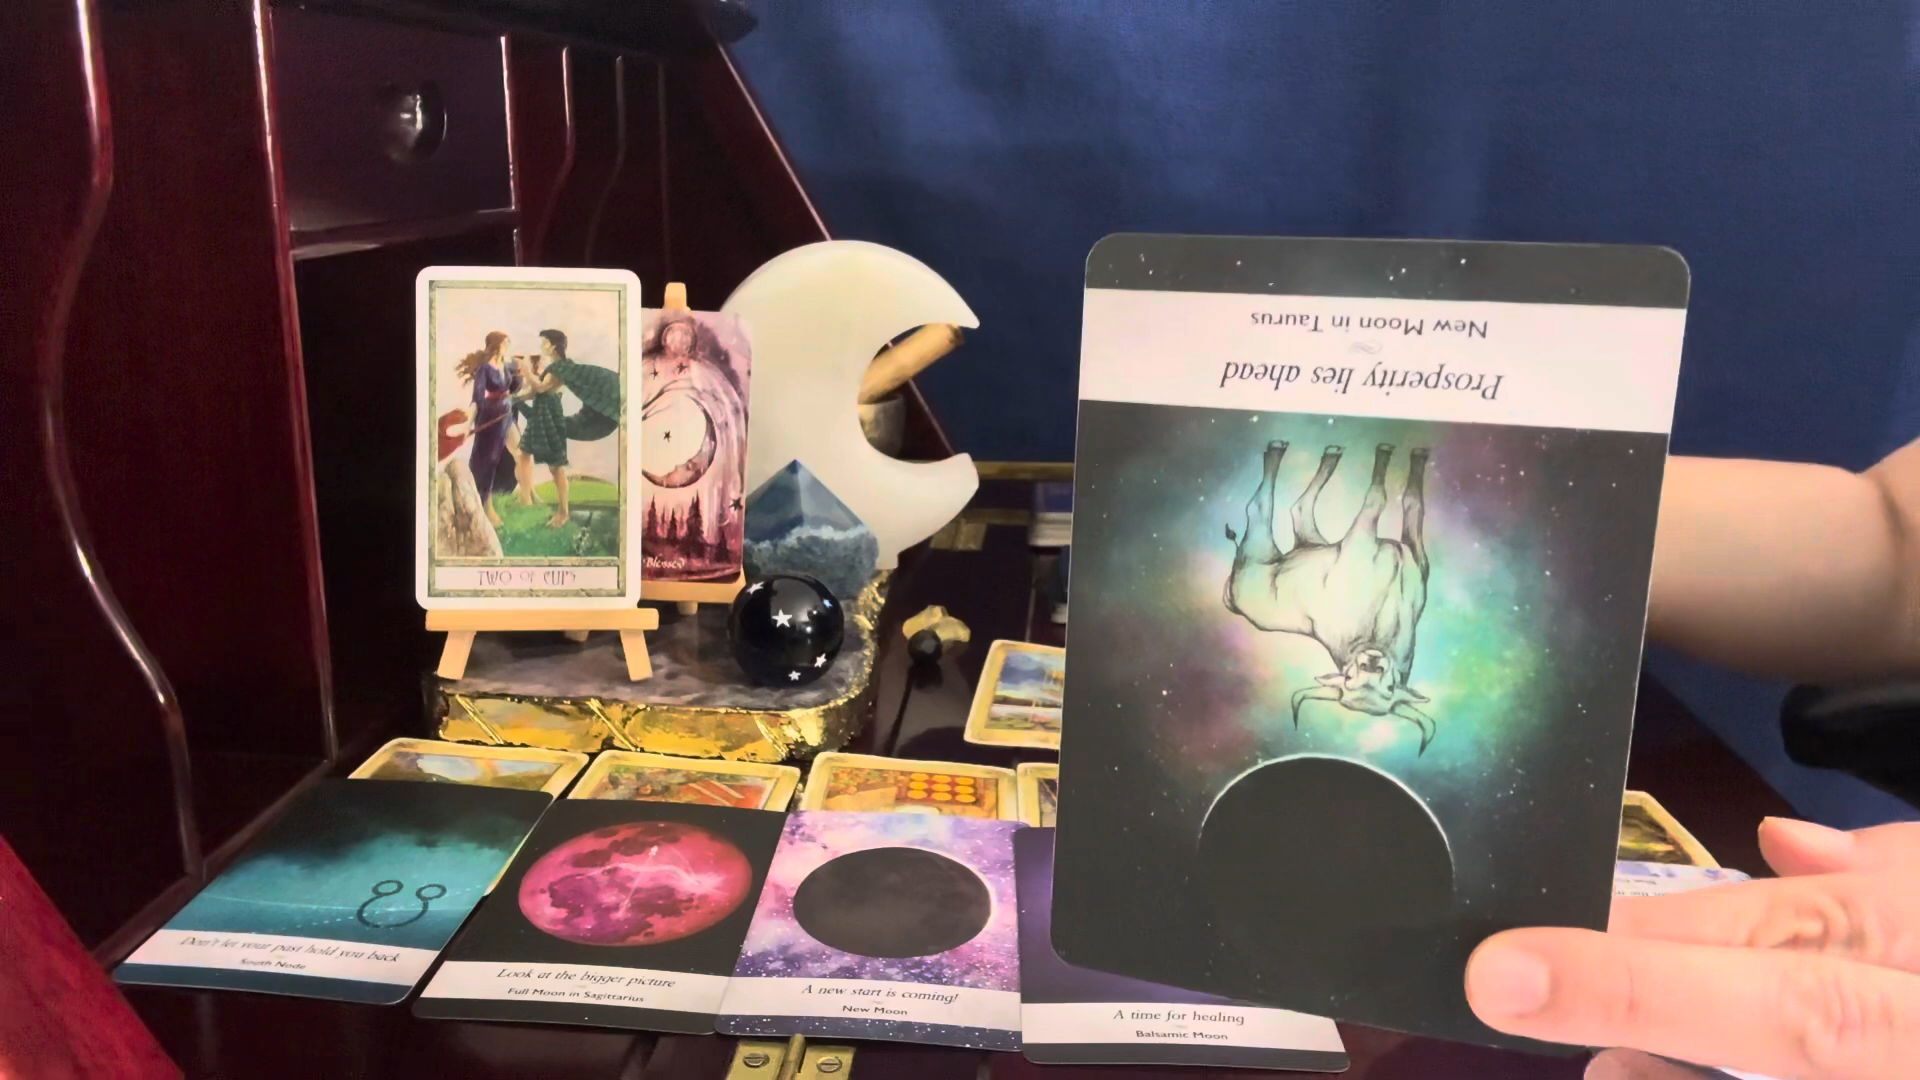 TWO OF CUPS
Blessed
New Moon in Taurus
Prosperity lies ahead
Don't let your past hold you back
South Node
Look at the bigger picture
Full Moon in Sagittarius
A new start is coming!
New Moon
A time for healing
Balsamic Moon